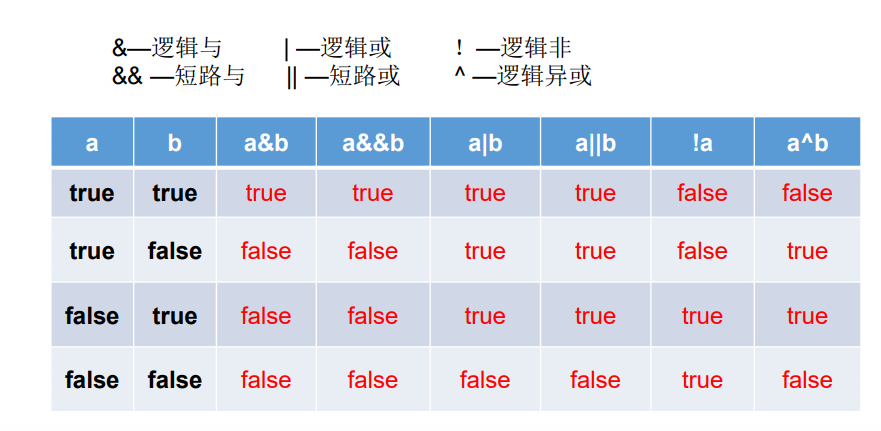 &—逻辑与 | —逻辑或 ！—逻辑非
&& —短路与 || —短路或 ^ —逻辑异或
a b a&b a&&b a|b a||b !a a^b
true true true true true true false false
true false false false true true false true
false true false false true true true true
false false false false false false true false